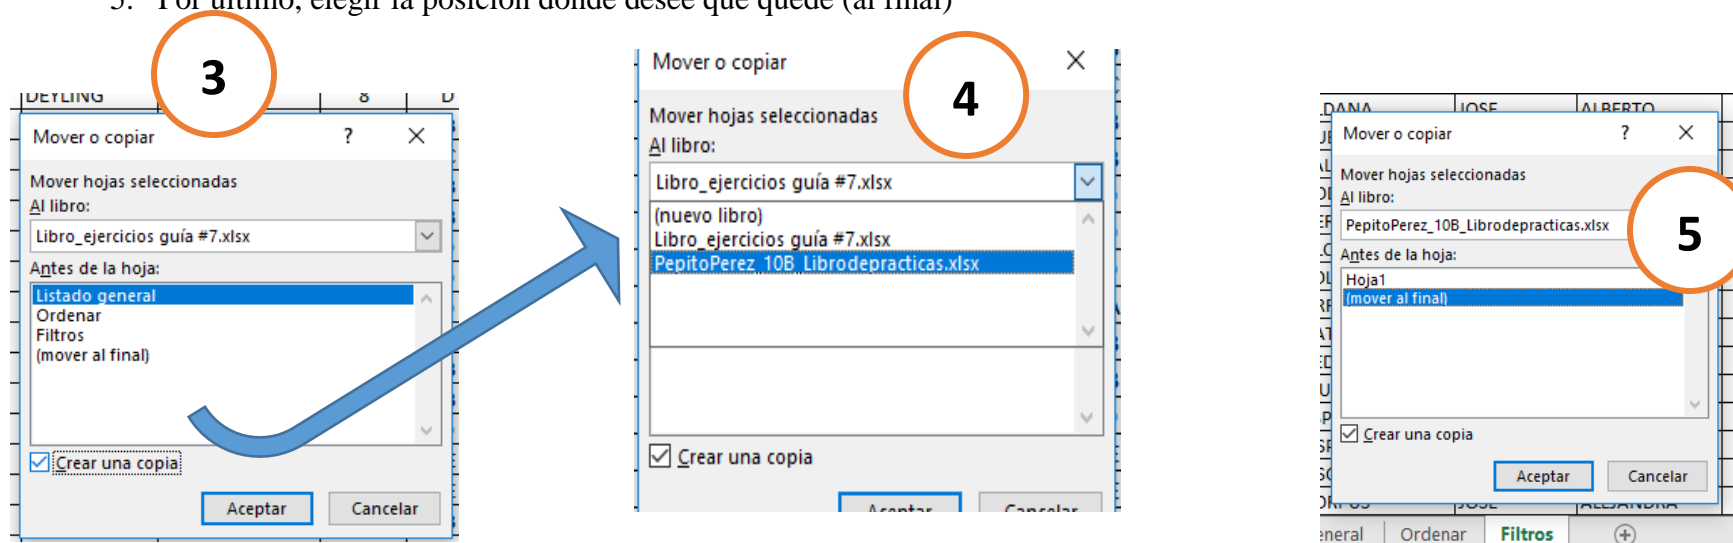 5. Por último, elegir la posición donde desee que quede (al final)
3
DEYLING 8 D
Mover o copiar ? ×
Mover hojas seleccionadas
Al libro:
Libro_ejercicios guía #7.xlsx
Antes de la hoja:
Listado general
Ordenar
Filtros
(mover al final)
Crear una copia
Aceptar Cancelar
4
Mover o copiar ×
Mover hojas seleccionadas
Al libro:
Libro_ejercicios guía #7.xlsx
(nuevo libro)
Libro_ejercicios guía #7.xlsx
PepitoPerez_10B_Librodepracticas.xlsx
Crear una copia
Aceptar Cancelar
5
DANA JOSE ALBERTO
Mover o copiar ? ×
Mover hojas seleccionadas
Al libro:
PepitoPerez_10B_Librodepracticas.xlsx
Antes de la hoja:
Hoja1
(mover al final)
Crear una copia
Aceptar Cancelar
JOSE ALEJANDRA
eneral Ordenar Filtros